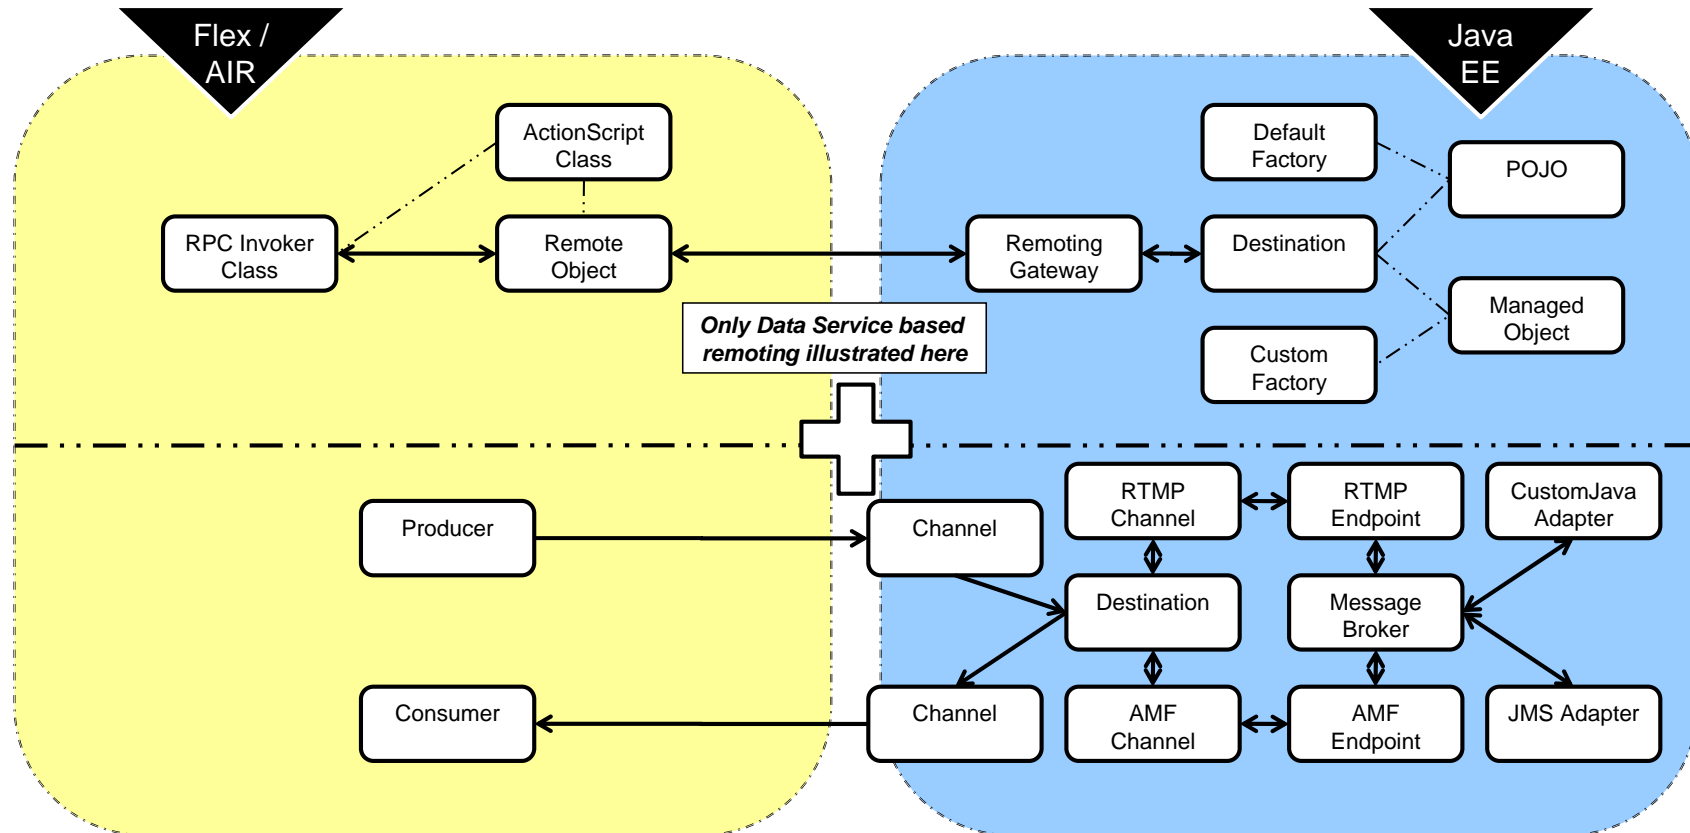 Flex /
AIR
Java
EE
ActionScript
Class
Default
Factory
POJO
RPC Invoker
Class
Remote
Object
Remoting
Gateway
Destination
Managed
Object
Only Data Service based
remoting illustrated here
Custom
Factory
Producer
Channel
RTMP
Channel
RTMP
Endpoint
CustomJava
Adapter
Destination
Message
Broker
Consumer
Channel
AMF
Channel
AMF
Endpoint
JMS Adapter